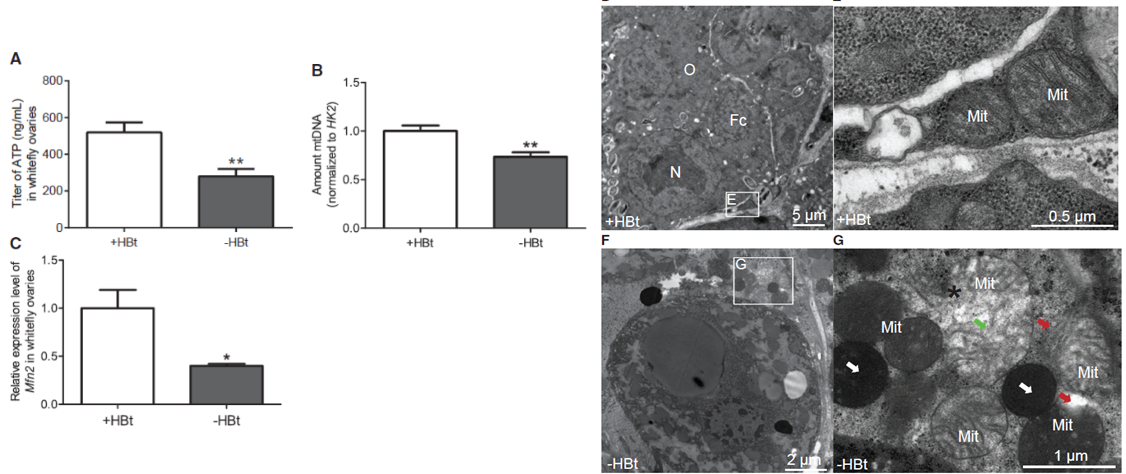 A
Titer of ATP (ng/mL)
in whitefly ovaries
800
600
400
200
0
**
+HBt
-HBt
B
Amount mtDNA
(normalized to HK2)
1.5
1.0
0.5
0.0
**
+HBt
-HBt
C
Relative expression level of
Mfn2 in whitefly ovaries
1.5
1.0
0.5
0.0
*
+HBt
-HBt
O
Fc
N
E
+HBt
5 µm
Mit
Mit
+HBt
0.5 µm
F
G
-HBt
2 µm
G
Mit
*
Mit
Mit
Mit
Mit
-HBt
1 µm